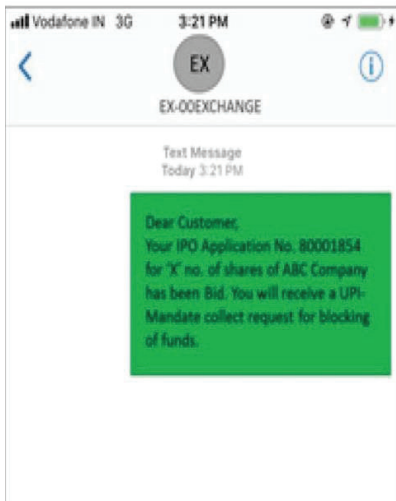 Vodafone IN 3G 3:21 PM
EX
EX-00EXCHANGE
Text Message
Today 3:21 PM
Dear Customer,
Your IPO Application No. 80001854
for 'X' no. of shares of ABC Company
has been Bid. You will receive a UPI-
Mandate collect request for blocking
of funds.